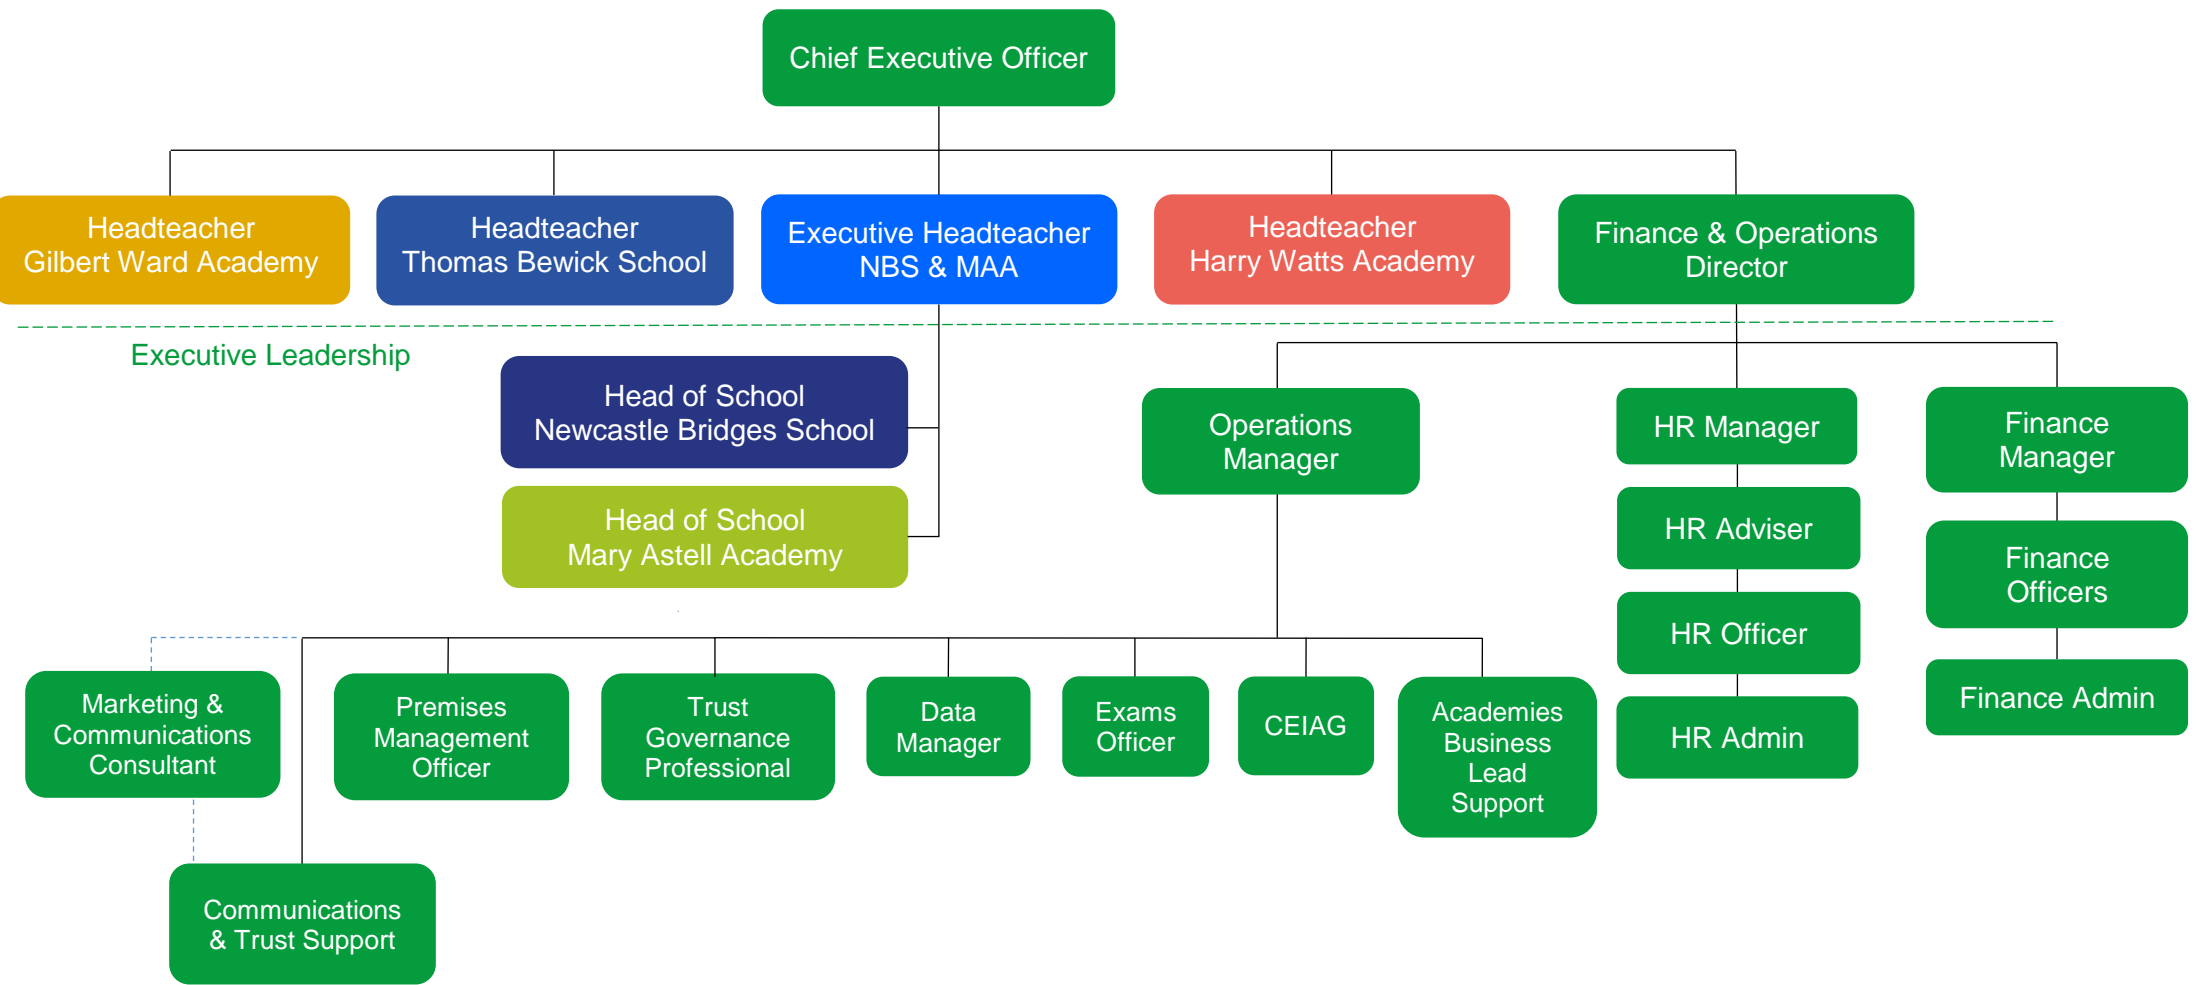 Chief Executive Officer
Headteacher
Gilbert Ward Academy
Headteacher
Thomas Bewick School
Executive Headteacher
NBS & MAA
Headteacher
Harry Watts Academy
Finance & Operations
Director
Executive Leadership
Head of School
Newcastle Bridges School
Head of School
Mary Astell Academy
Operations
Manager
HR Manager
HR Adviser
HR Officer
HR Admin
Finance
Manager
Finance
Officers
Finance Admin
Marketing &
Communications
Consultant
Premises
Management
Officer
Trust
Governance
Professional
Data
Manager
Exams
Officer
CEIAG
Academies
Business
Lead
Support
Communications
& Trust Support